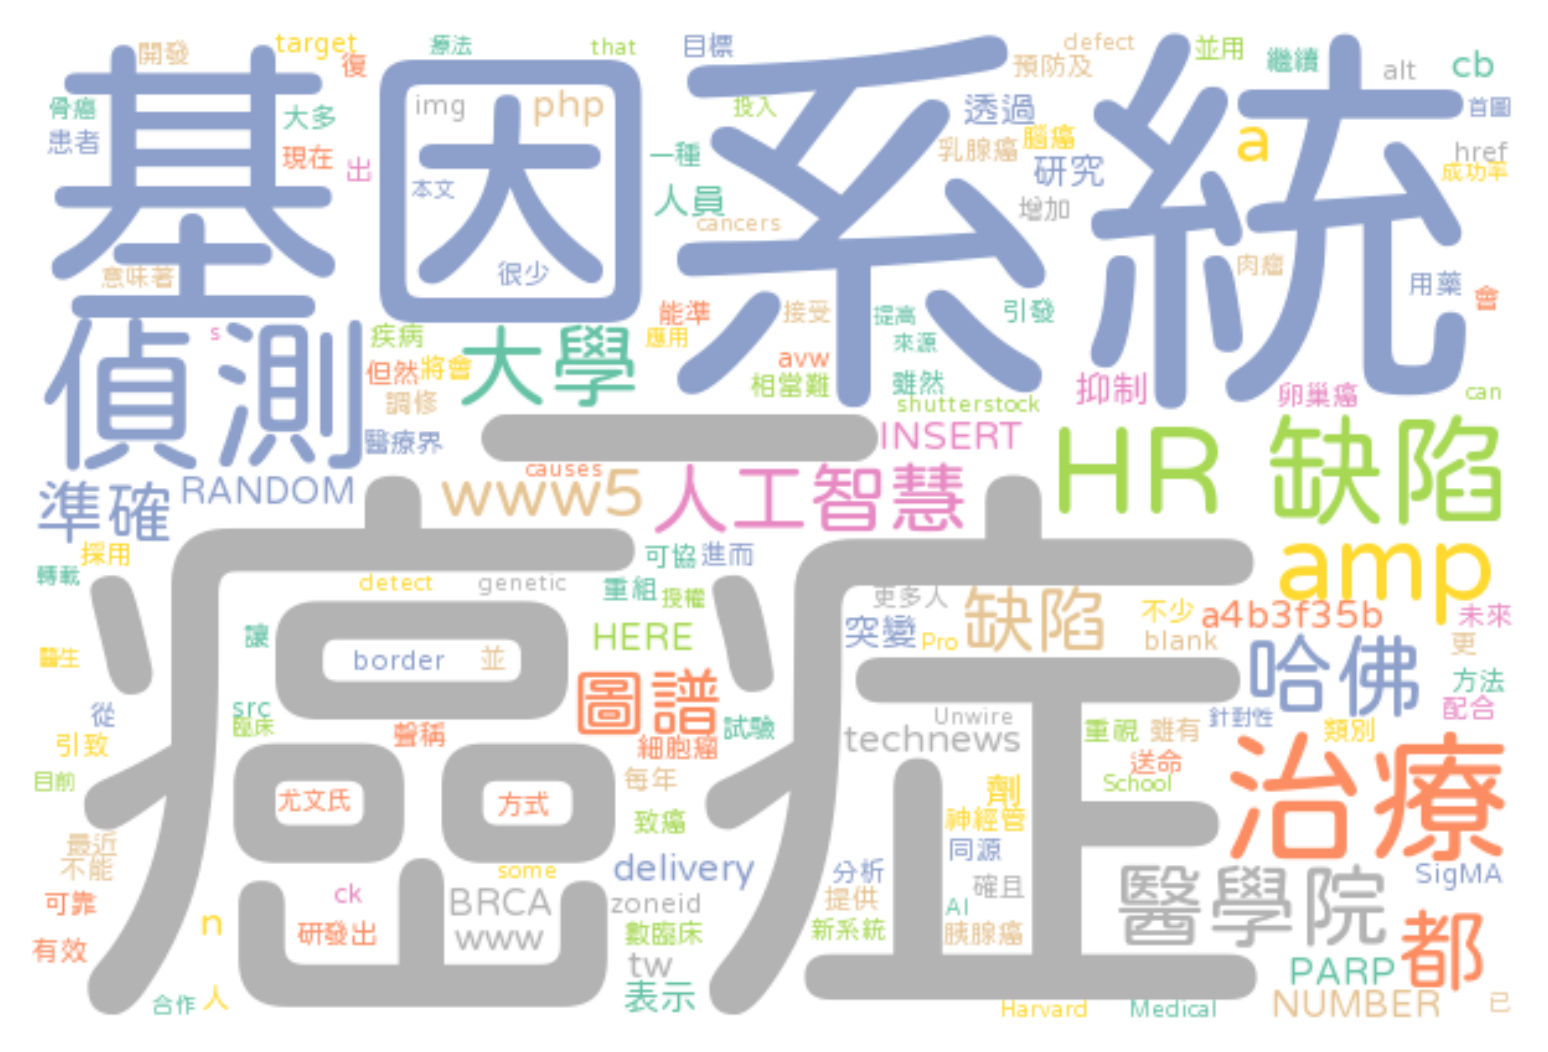 開發
target
復
療法
that
目標
defect
預防及
並用
繼續
alt
cb
骨癌
患者
大多
現在
出
img
php
本文
很少
投入
一種
人員
cancers
透過
乳腺癌
腦癌
研究
增加
a
首圖
href
成功率
基因
系統
意味著
肉瘤
用藥
會
偵測
s
疾病
但然
將會
調修
醫療界
大學
能準
應用
接受
avw
相當難
提高
來源
雖然
引發
shutterstock
抑制
卵巢癌
can
一
INSERT
HR 缺陷
準確
RANDOM
causes
www5
人工智慧
採用
轉載
detect
genetic
可協
進而
重組
授權
amp
癌症
讓
醫生
border
並
HERE
更多人
突變
Pro
缺陷
不少
a4b3f35b
blank
未來
更
哈佛
方法
配合
從
src
臨床
引致
聲稱
圖譜
細胞瘤
試驗
Unwire
technews
重視
雖有
針對性
類別
目前
尤文氏
方式
每年
致癌
送命
School
劑
神經管
治療
最近
不能
some
delivery
分析
同源
SigMA
可靠
ck
BRCA
zoneid
提供
確且
AI
醫學院
都
有效
n
研發出
www
數臨床
新系統
胰腺癌
tw
PARP
合作
人
表示
Harvard
Medical
NUMBER
已